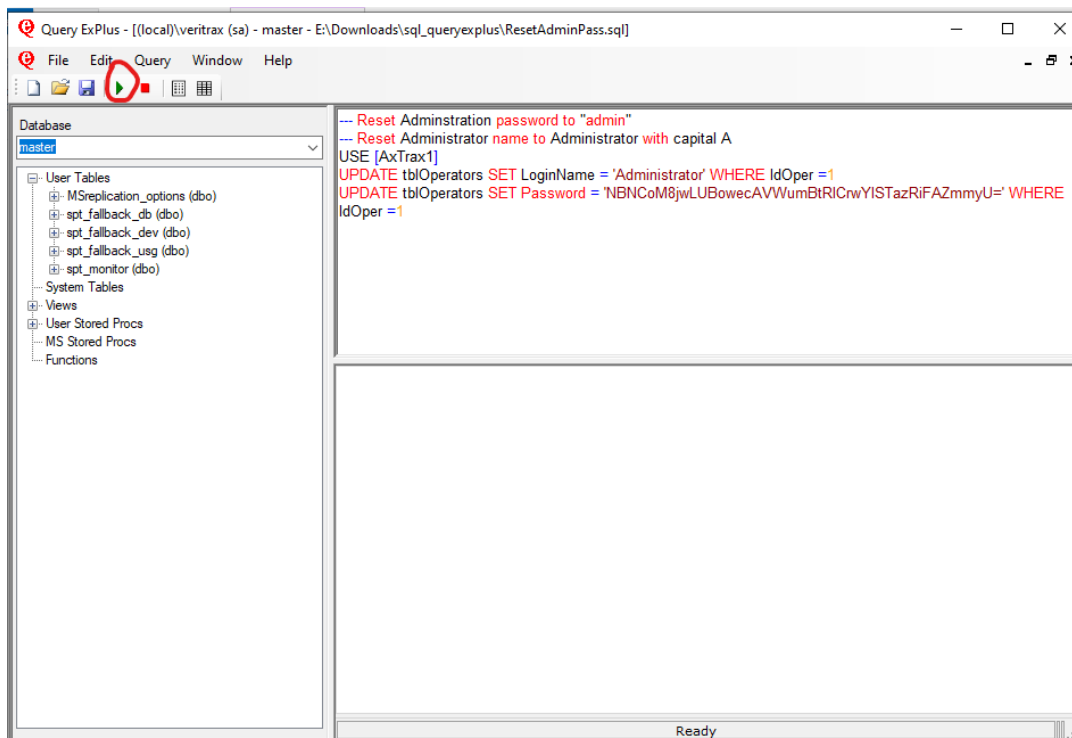 Query ExPlus - [(local)\veritrax (sa) - master - E:\Downloads\sql_queryexplus\ResetAdminPass.sql]
File Edit Query Window Help
Database
master
User Tables
MSreplication_options (dbo)
spt_fallback_db (dbo)
spt_fallback_dev (dbo)
spt_fallback_usg (dbo)
spt_monitor (dbo)
System Tables
Views
User Stored Procs
MS Stored Procs
Functions
--- Reset Adminstration password to "admin"
--- Reset Administrator name to Administrator with capital A
USE [AxTrax1]
UPDATE tblOperators SET LoginName = 'Administrator' WHERE IdOper =1
UPDATE tblOperators SET Password = 'NBNCoM8jwLUBowecAVWumBtRlCrwYISTazRiFAZmmyU=' WHERE
IdOper =1
Ready